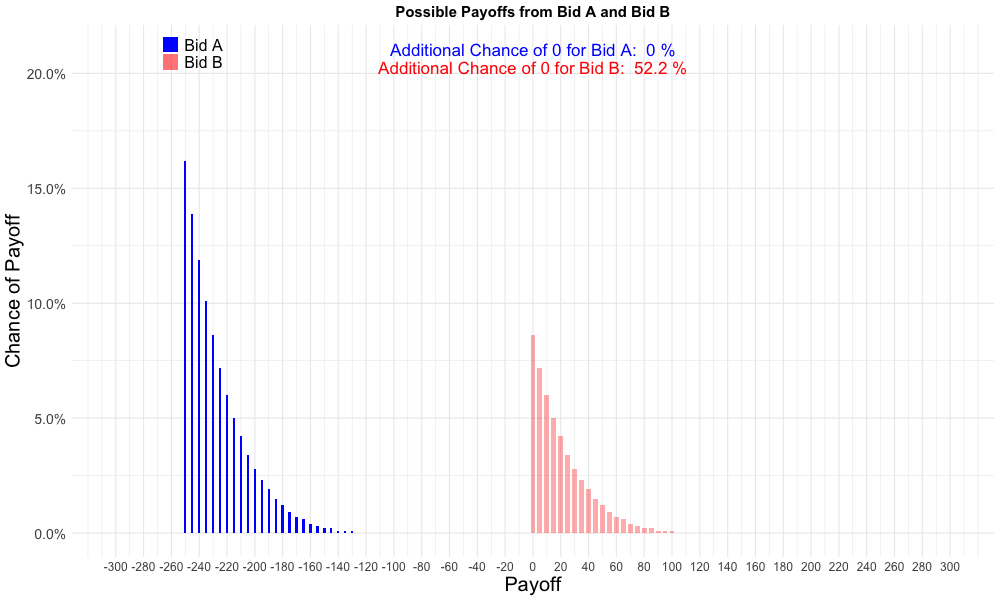 Possible Payoffs from Bid A and Bid B
Bid A
Bid B
Additional Chance of 0 for Bid A:  0 %
Additional Chance of 0 for Bid B:  52.2 %
Chance of Payoff
20.0%
15.0%
10.0%
5.0%
0.0%
-300 -280 -260 -240 -220 -200 -180 -160 -140 -120 -100 -80 -60 -40 -20 0 20 40 60 80 100 120 140 160 180 200 220 240 260 280 300
Payoff